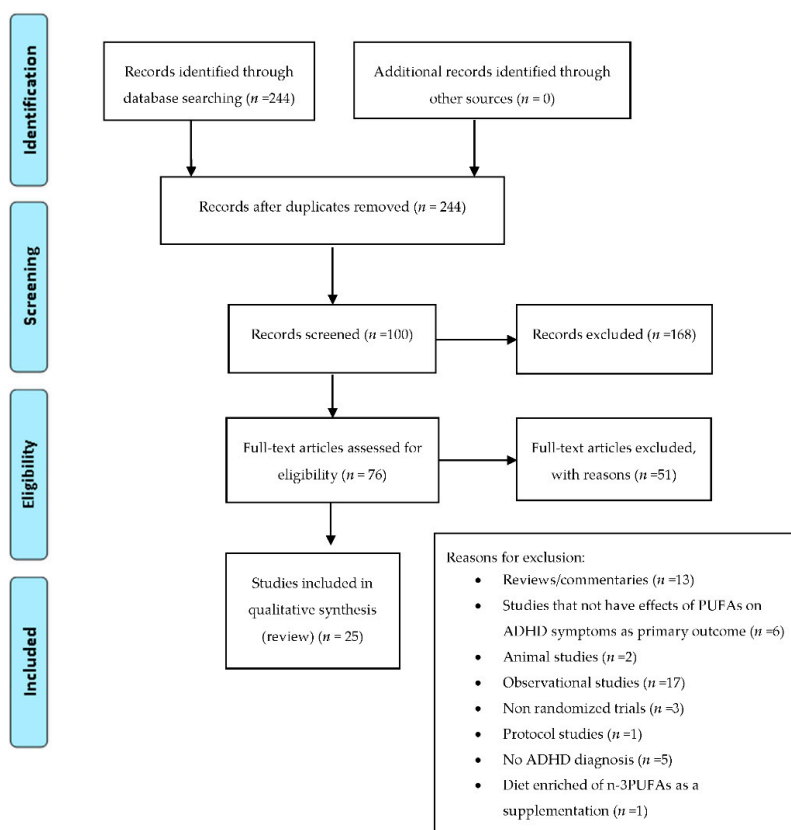 Identification
Records identified through
database searching (n =244)
Additional records identified through
other sources (n = 0)
Records after duplicates removed (n = 244)
Screening
Records screened (n =100)
Records excluded (n =168)
Eligibility
Full-text articles assessed for
eligibility (n = 76)
Full-text articles excluded,
with reasons (n =51)
Included
Studies included in
qualitative synthesis
(review) (n = 25)
Reasons for exclusion:
• Reviews/commentaries (n =13)
• Studies that not have effects of PUFAs on
ADHD symptoms as primary outcome (n =6)
• Animal studies (n =2)
• Observational studies (n =17)
• Non randomized trials (n =3)
• Protocol studies (n =1)
• No ADHD diagnosis (n =5)
• Diet enriched of n-3PUFAs as a
supplementation (n =1)